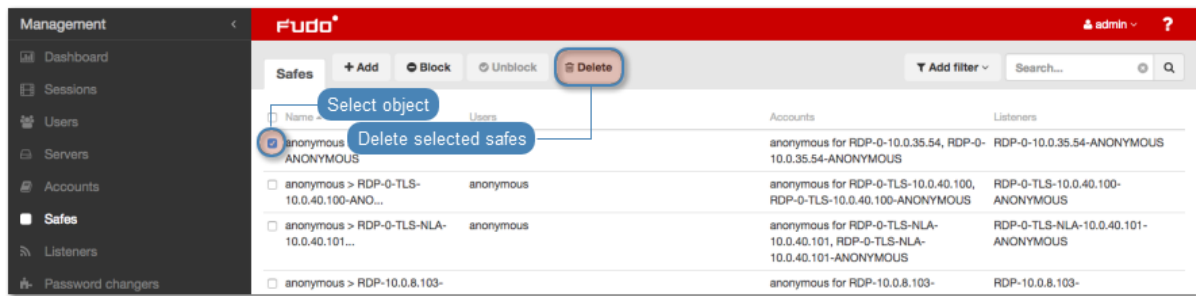 Management <
Fudo
admin ?
Dashboard
Sessions
Users
Servers
Accounts
Safes
Listeners
Password changers
Safes + Add Block Unblock Delete Add filter Search...
Select object
Delete selected safes
Name Users Accounts Listeners
anonymous anonymous for RDP-0-10.0.35.54, RDP-0- RDP-0-10.0.35.54-ANONYMOUS
ANONYMOUS 10.0.35.54-ANONYMOUS
anonymous > RDP-0-TLS- anonymous anonymous for RDP-0-TLS-10.0.40.100, RDP-0-TLS-10.0.40.100-
10.0.40.100-ANO... RDP-0-TLS-10.0.40.100-ANONYMOUS ANONYMOUS
anonymous > RDP-0-TLS-NLA- anonymous anonymous for RDP-0-TLS-NLA- RDP-0-TLS-NLA-10.0.40.101-
10.0.40.101... 10.0.40.101, RDP-0-TLS-NLA- ANONYMOUS
10.0.40.101-ANONYMOUS
anonymous > RDP-10.0.8.103- anonymous for RDP-10.0.8.103- RDP-10.0.8.103-